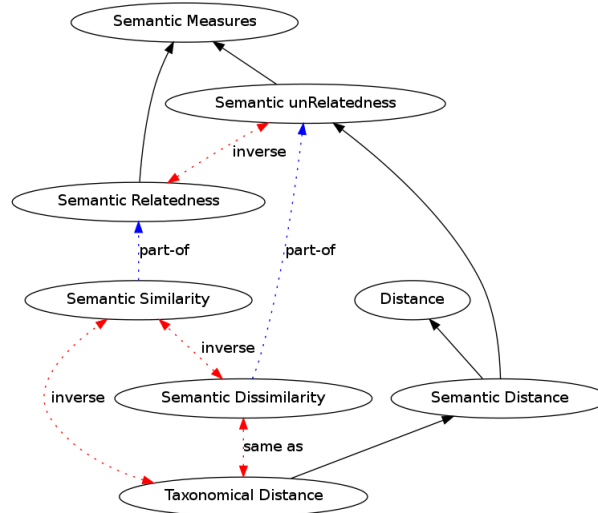 Semantic Measures
Semantic unRelatedness
inverse
Semantic Relatedness
part-of
part-of
Semantic Similarity
Distance
inverse
inverse
Semantic Dissimilarity
Semantic Distance
same as
Taxonomical Distance